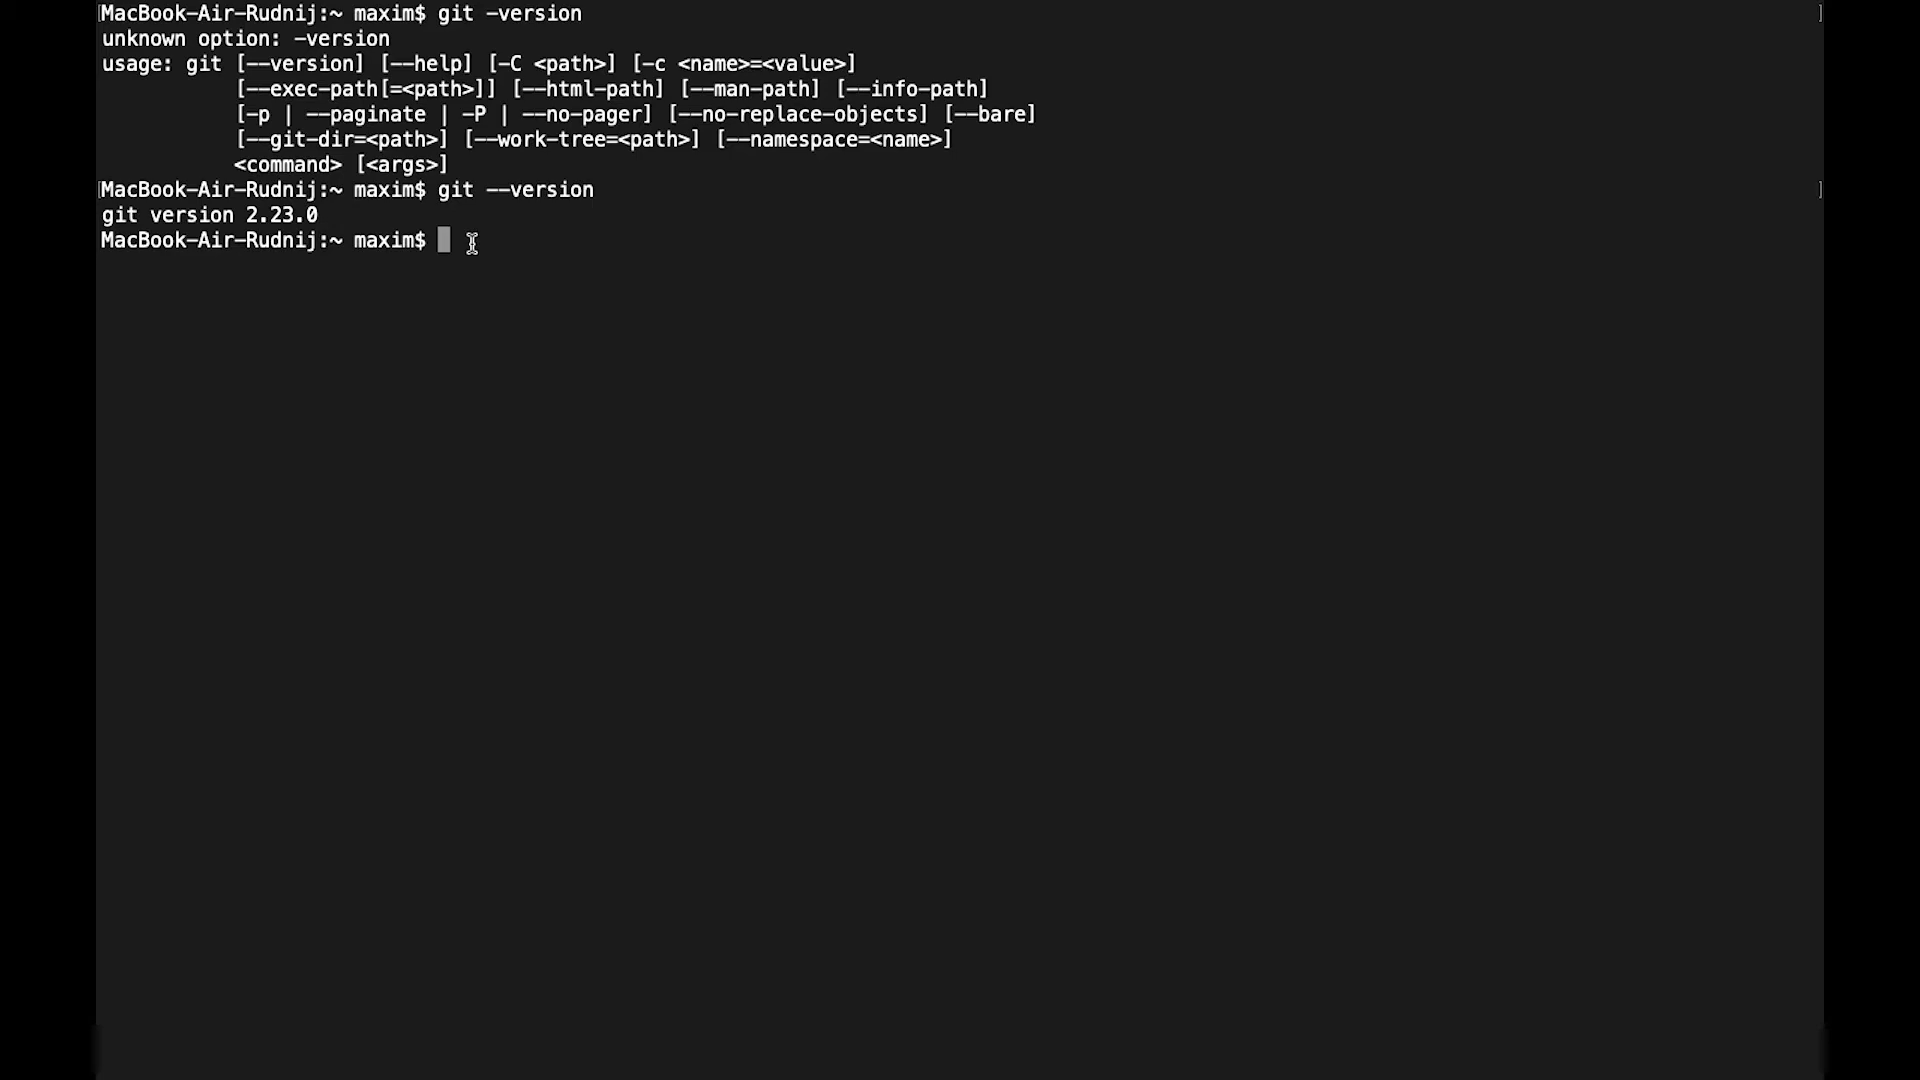 MacBook-Air-Rudnij:~ maxim$ git -version
unknown option: -version
usage: git [--version] [--help] [-C <path>] [-c <name>=<value>]
[--exec-path[=<path>]] [--html-path] [--man-path] [--info-path]
[-p | --paginate | -P | --no-pager] [--no-replace-objects] [--bare]
[--git-dir=<path>] [--work-tree=<path>] [--namespace=<name>]
<command> [<args>]
MacBook-Air-Rudnij:~ maxim$ git --version
git version 2.23.0
MacBook-Air-Rudnij:~ maxim$